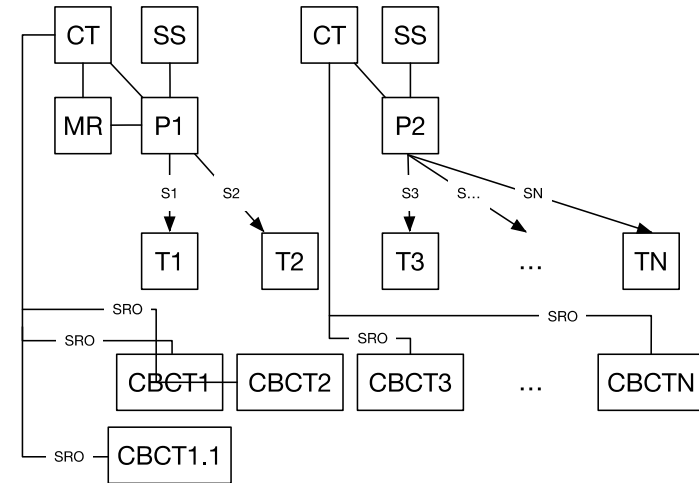 CT SS CT SS
MR P1 P2
S1 S2 S3 S... SN
T1 T2 T3 ... TN
SRO SRO
SRO SRO
CBCT1 CBCT2 CBCT3 ... CBCTN
SRO CBCT1.1